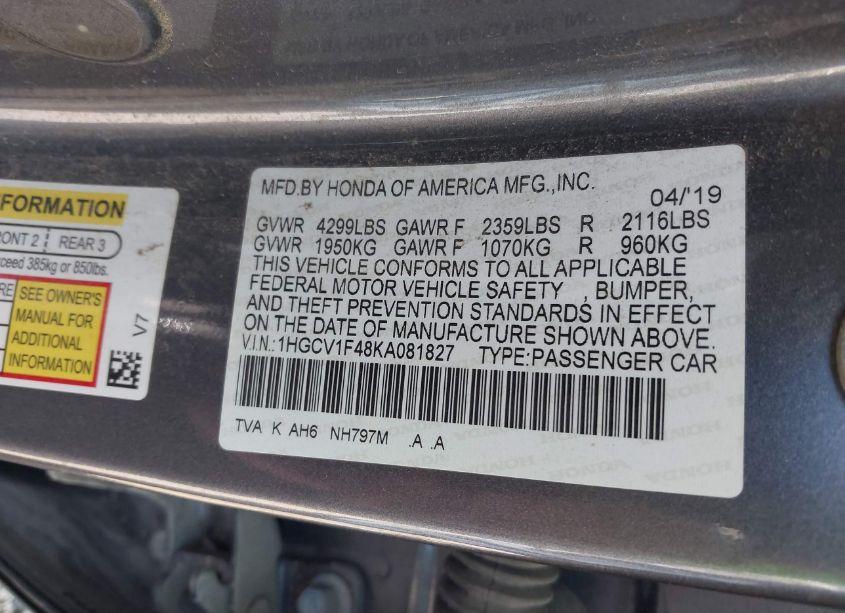 MFD.BY HONDA OF AMERICA MFG.,INC. 04/'19
GVWR 4299LBS GAWR F 2359LBS R 2116LBS
GVWR 1950KG GAWR F 1070KG R 960KG
THIS VEHICLE CONFORMS TO ALL APPLICABLE
FEDERAL MOTOR VEHICLE SAFETY , BUMPER,
AND THEFT PREVENTION STANDARDS IN EFFECT
ON THE DATE OF MANUFACTURE SHOWN ABOVE.
V.I.N.: 1HGCV1F48KA081827 TYPE:PASSENGER CAR
TVA K AH6 NH797M .A .A
FORMATION
FRONT 2 REAR 3
xceed 385kg or 850lbs.
RE
SEE OWNER'S
MANUAL FOR
ADDITIONAL
INFORMATION
V7